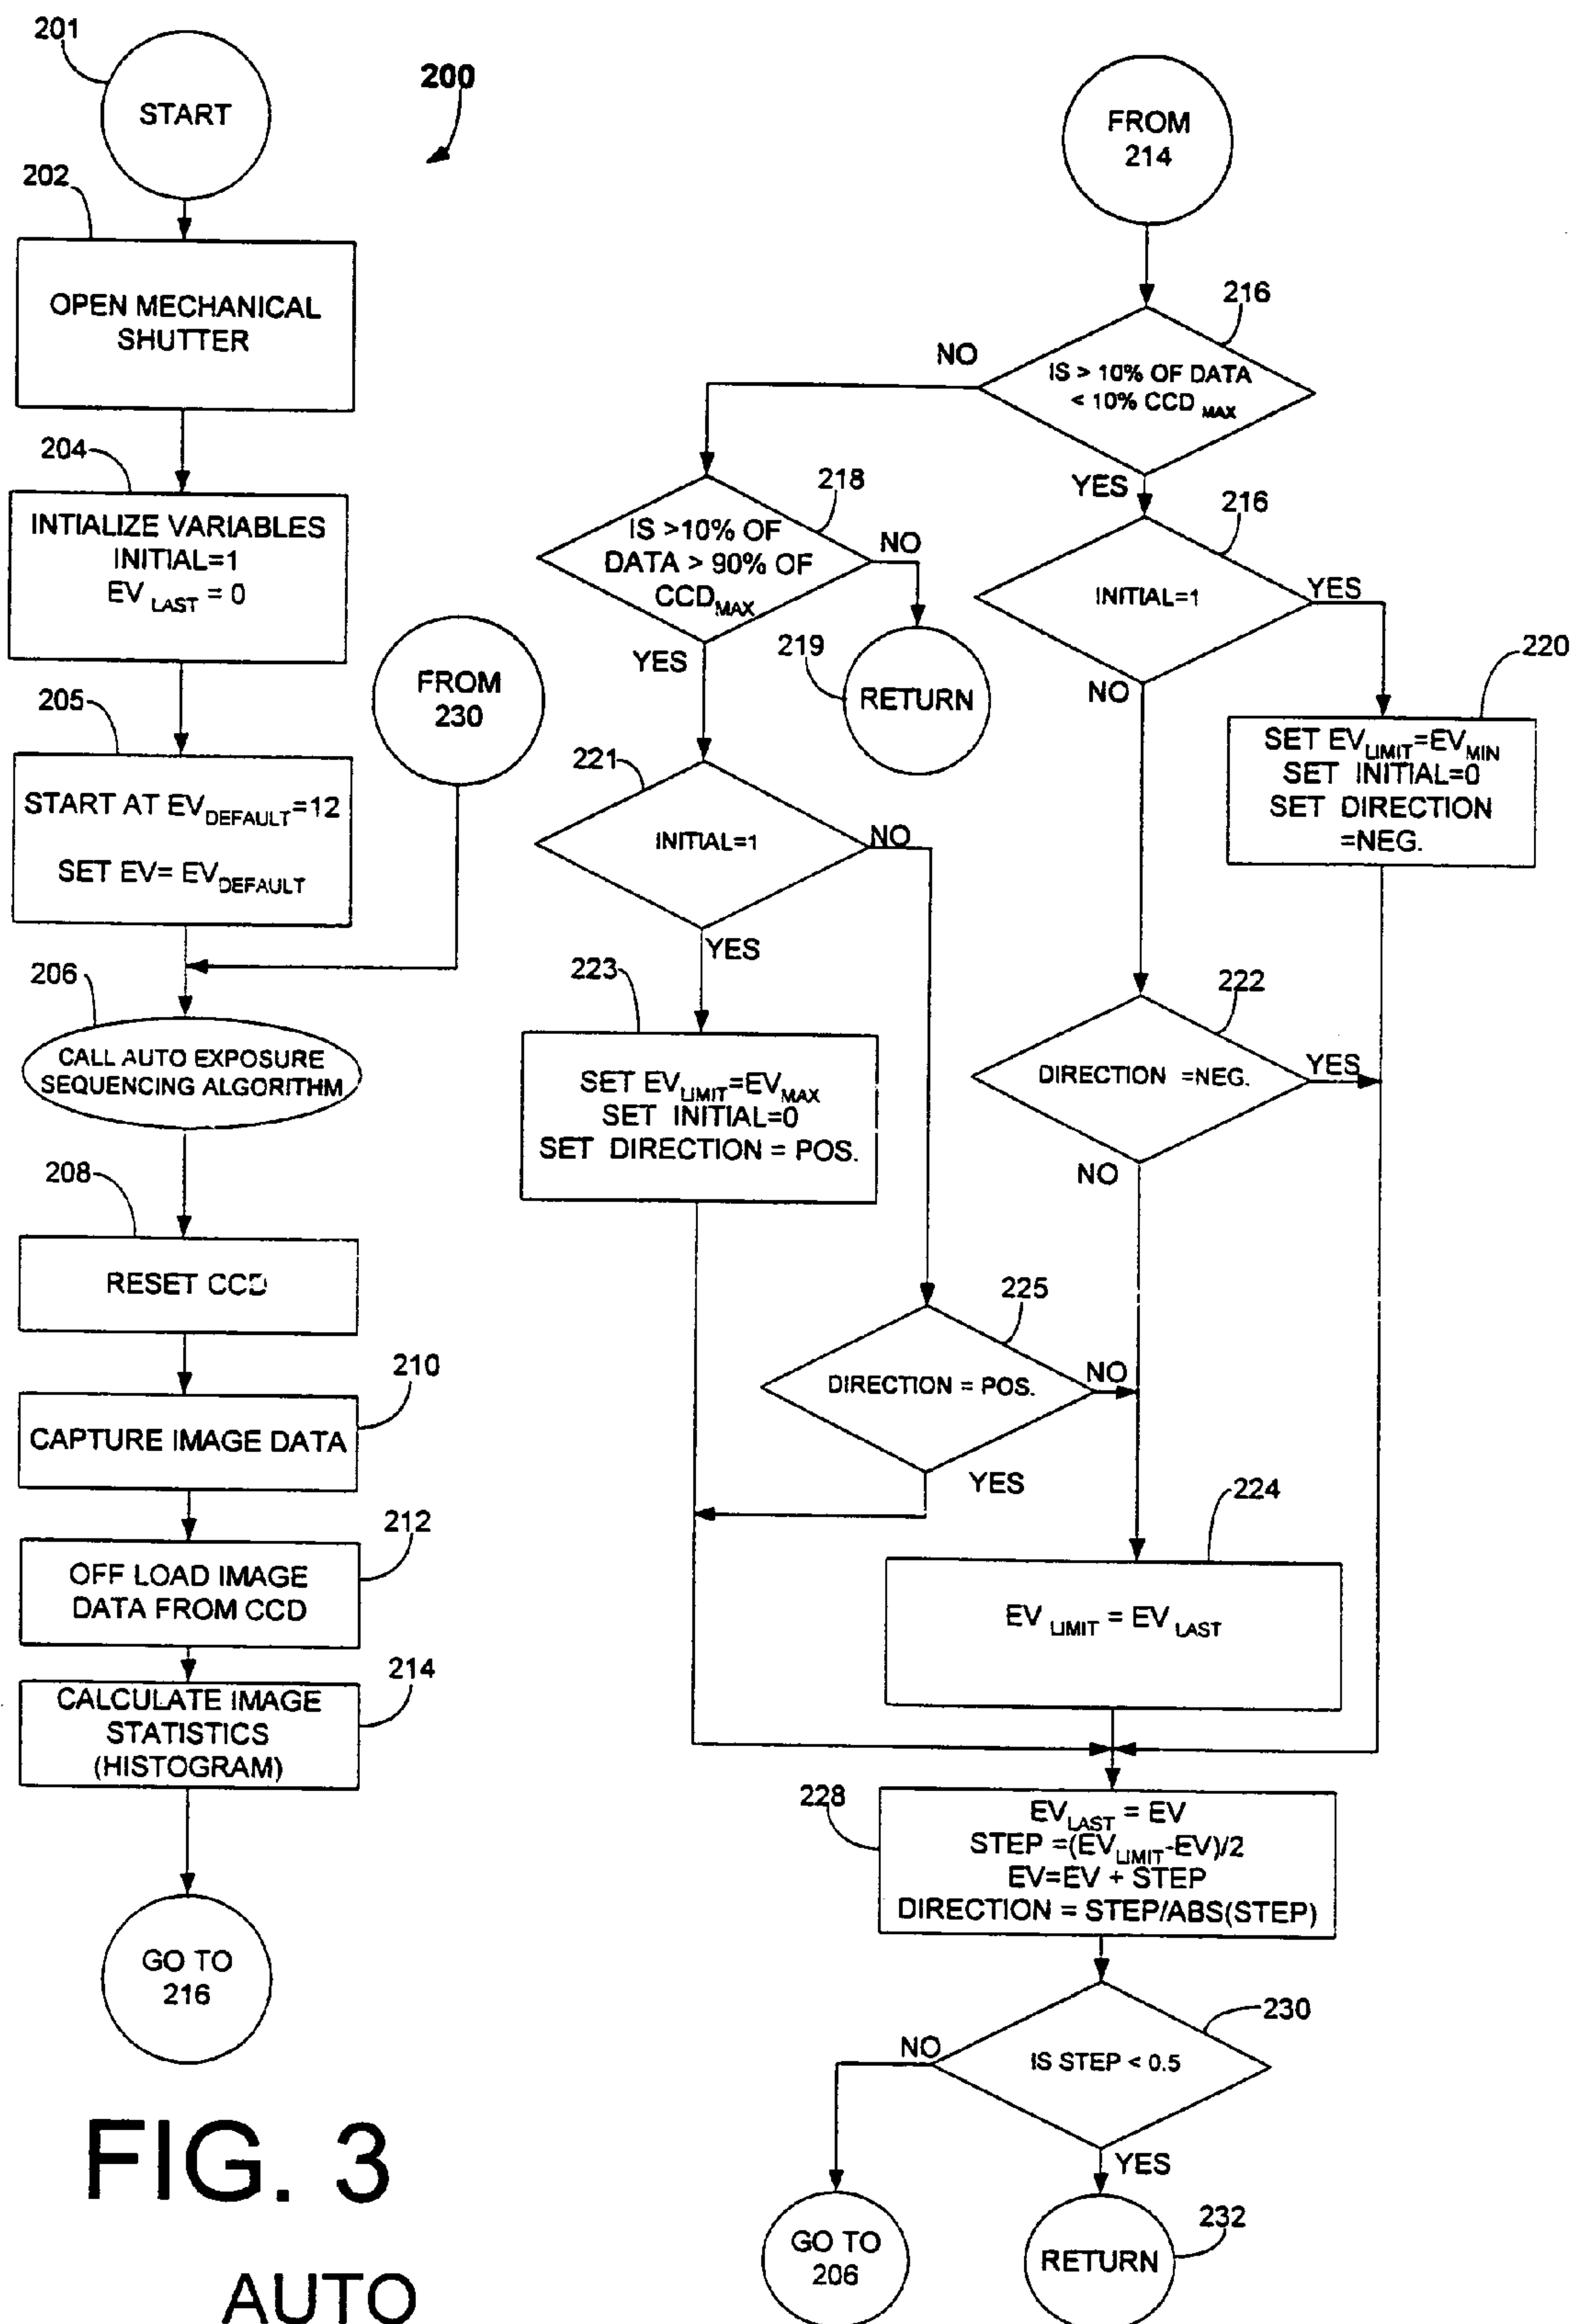 201
START
200
202
OPEN MECHANICAL
SHUTTER
204
INTIALIZE VARIABLES
INITIAL=1
EV LAST = 0
205
START AT EVDEFAULT=12
SET EV= EVDEFAULT
FROM
230
206
CALL AUTO EXPOSURE
SEQUENCING ALGORITHM
208
RESET CCD
210
CAPTURE IMAGE DATA
212
OFF LOAD IMAGE
DATA FROM CCD
214
CALCULATE IMAGE
STATISTICS
(HISTOGRAM)
GO TO
216
FROM
214
216
IS > 10% OF DATA
< 10% CCD MAX
NO
YES
218
IS >10% OF
DATA > 90% OF
CCDMAX
NO
YES
219
RETURN
216
INITIAL=1
YES
NO
220
SET EVLIMIT=EVMIN
SET INITIAL=0
SET DIRECTION
=NEG.
221
INITIAL=1
NO
YES
223
SET EVLIMIT=EVMAX
SET INITIAL=0
SET DIRECTION = POS.
222
DIRECTION =NEG.
YES
NO
225
DIRECTION = POS.
NO
YES
224
EV LIMIT = EV LAST
228
EVLAST = EV
STEP =(EVLIMIT-EV)/2
EV=EV + STEP
DIRECTION = STEP/ABS(STEP)
230
IS STEP < 0.5
NO
YES
GO TO
206
RETURN
232
FIG. 3
AUTO